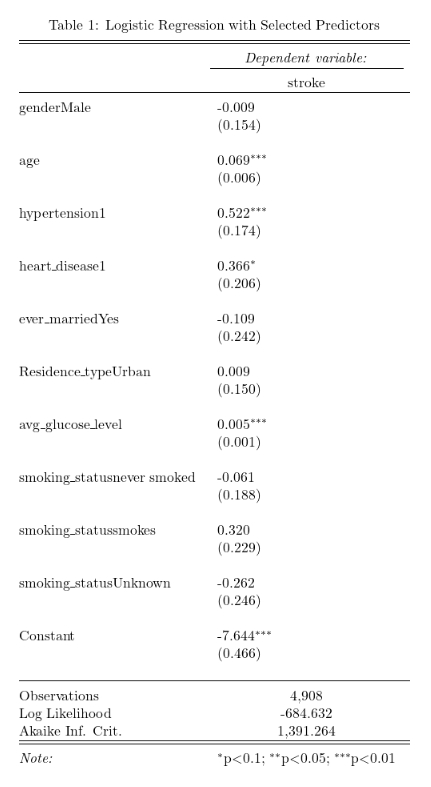 Table 1: Logistic Regression with Selected Predictors
Dependent variable:
stroke
genderMale -0.009
(0.154)
age 0.069***
(0.006)
hypertension1 0.522***
(0.174)
heart_disease1 0.366*
(0.206)
ever_marriedYes -0.109
(0.242)
Residence_typeUrban 0.009
(0.150)
avg_glucose_level 0.005***
(0.001)
smoking_statusnever smoked -0.061
(0.188)
smoking_statussmokes 0.320
(0.229)
smoking_statusUnknown -0.262
(0.246)
Constant -7.644***
(0.466)
Observations 4,908
Log Likelihood -684.632
Akaike Inf. Crit. 1,391.264
Note: *p<0.1; **p<0.05; ***p<0.01